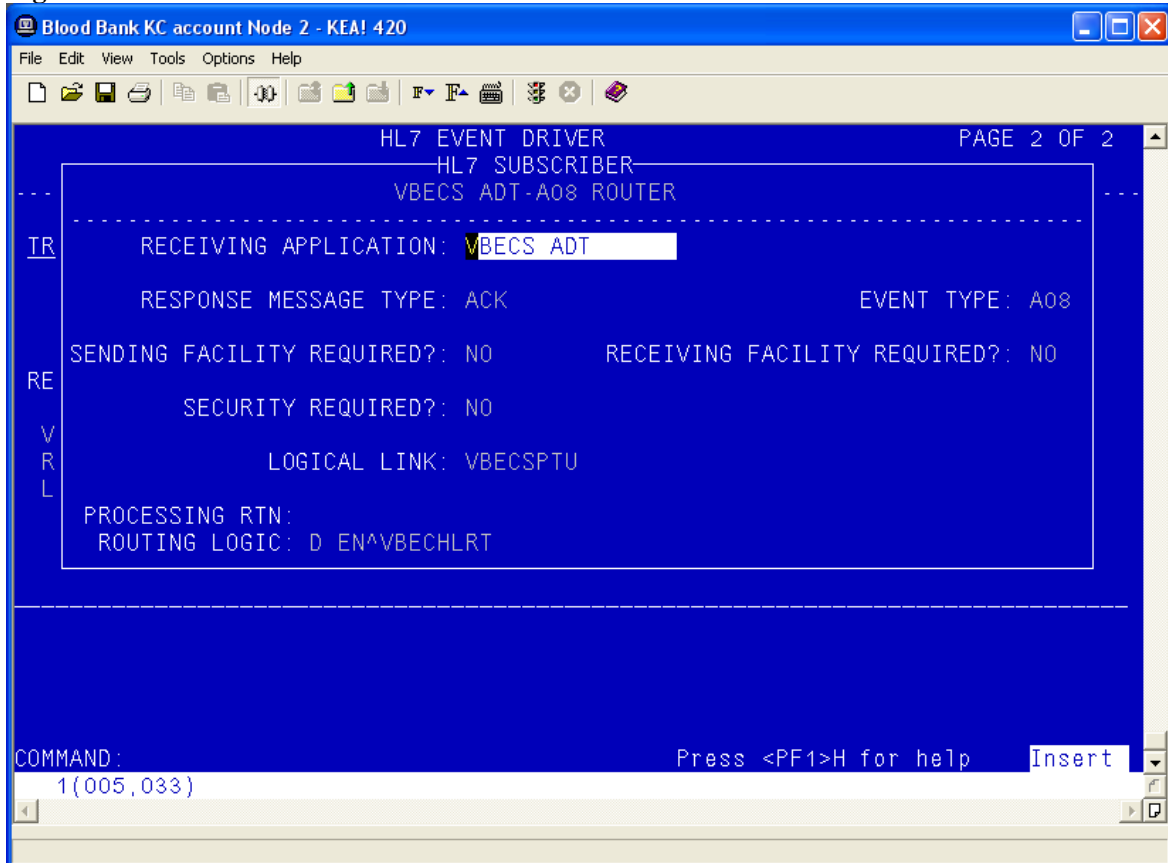 Blood Bank KC account Node 2 - KEA! 420
File Edit View Tools Options Help
HL7 EVENT DRIVER PAGE 2 OF 2
HL7 SUBSCRIBER
--- VBECS ADT-A08 ROUTER ---
TR RECEIVING APPLICATION: VBECS ADT
RESPONSE MESSAGE TYPE: ACK EVENT TYPE: A08
SENDING FACILITY REQUIRED?: NO RECEIVING FACILITY REQUIRED?: NO
RE
SECURITY REQUIRED?: NO
V
R LOGICAL LINK: VBECSPTU
L
PROCESSING RTN:
ROUTING LOGIC: D EN^VBECHLRT
COMMAND: Press <PF1>H for help Insert
1(005,033)